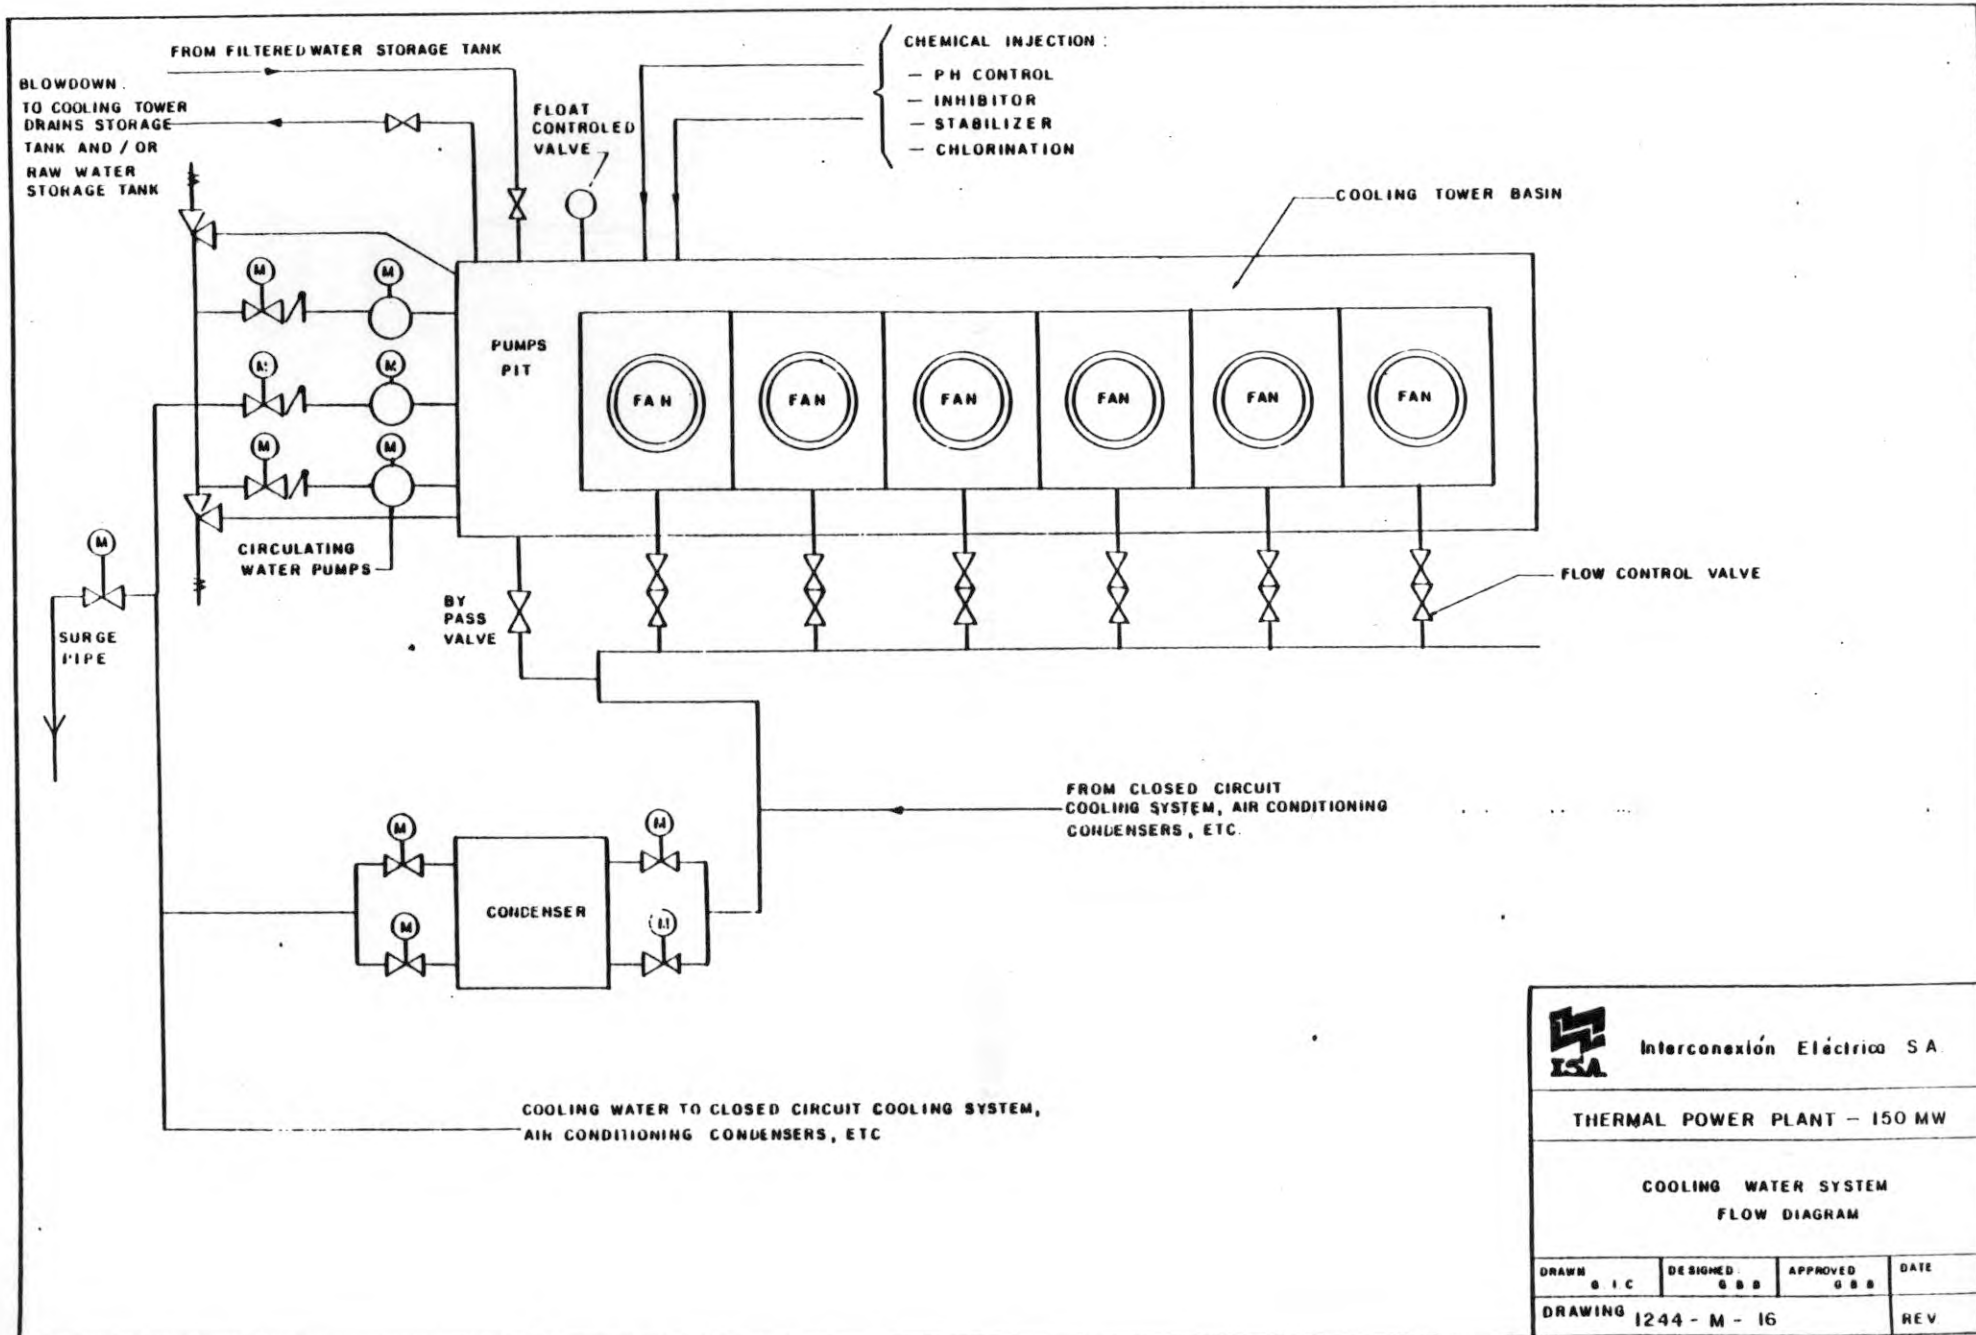 FROM FILTERED WATER STORAGE TANK
BLOWDOWN.
TO COOLING TOWER
DRAINS STORAGE
TANK AND / OR
RAW WATER
STORAGE TANK
FLOAT
CONTROLED
VALVE
CHEMICAL INJECTION :
— PH CONTROL
— INHIBITOR
— STABILIZER
— CHLORINATION
COOLING TOWER BASIN
M
M
PUMPS
PIT
M
M
FAN
FAN
FAN
FAN
FAN
FAN
M
M
CIRCULATING
WATER PUMPS
M
SURGE
PIPE
BY
PASS
VALVE
FLOW CONTROL VALVE
FROM CLOSED CIRCUIT
COOLING SYSTEM, AIR CONDITIONING
CONDENSERS, ETC.
M
M
CONDENSER
M
M
COOLING WATER TO CLOSED CIRCUIT COOLING SYSTEM,
AIR CONDITIONING CONDENSERS, ETC
I.S.A.
Interconexión Eléctrica S A.
THERMAL POWER PLANT — 150 MW
COOLING WATER SYSTEM
FLOW DIAGRAM
DRAWN
G. I. C
DESIGNED:
G B B
APPROVED
G B B
DATE
DRAWING 1244 - M - 16
REV